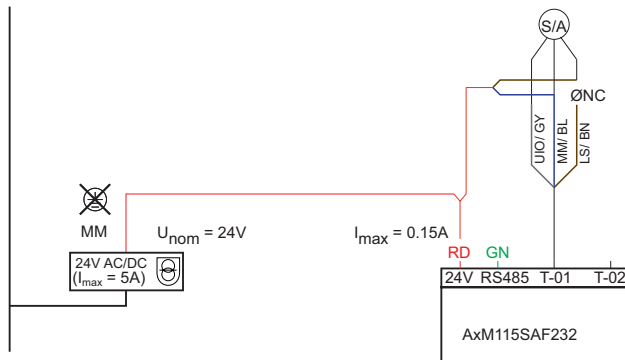 S/A
ØNC
UIO/ GY
MM/ BL
LS/ BN
MM
Unom = 24V
Imax = 0.15A
RD GN
24V AC/DC
(Imax = 5A)
24V RS485 T-01 T-02
AxM115SAF232